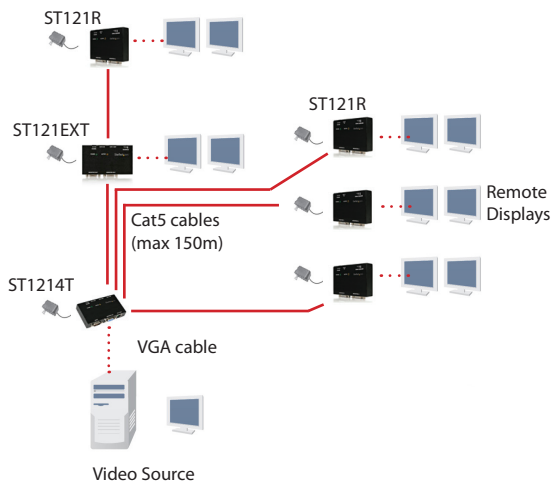 ST121R
ST121R
ST121EXT
Remote
Displays
Cat5 cables
(max 150m)
ST1214T
VGA cable
Video Source